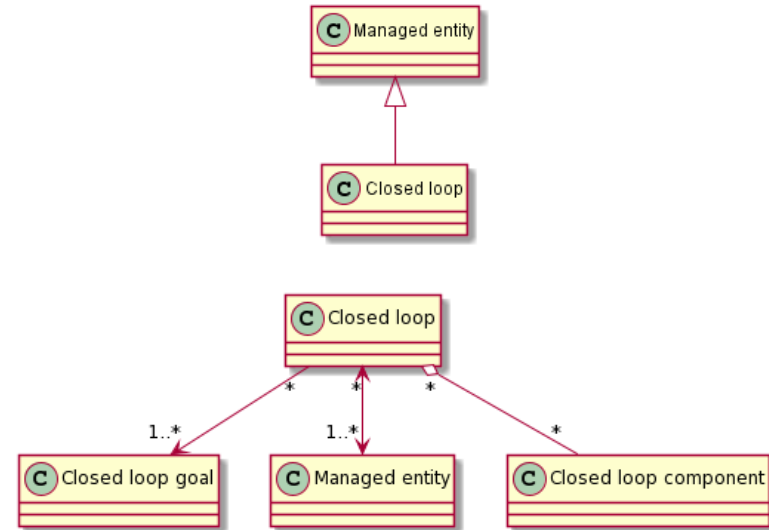 C Managed entity
C Closed loop
C Closed loop
* * *
1..* 1..* *
C Closed loop goal
C Managed entity
C Closed loop component